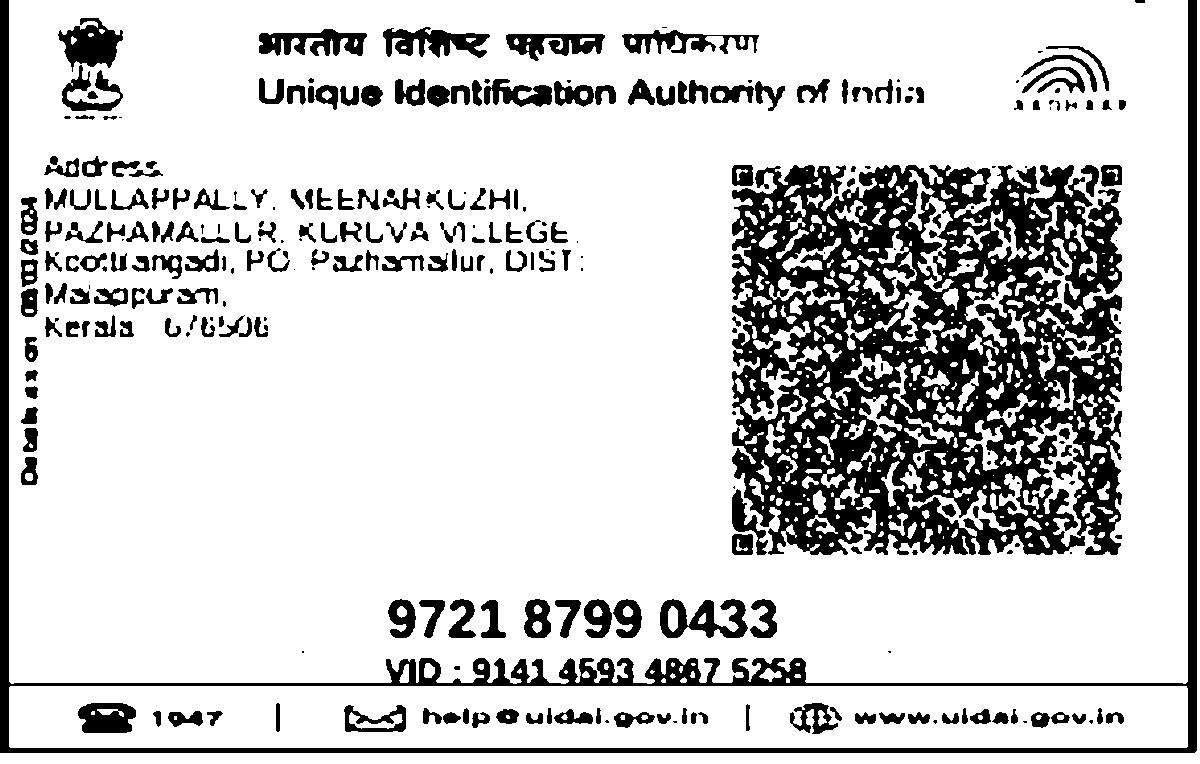 भारतीय विशिष्ट पहचान प्राधिकरण
Unique Identification Authority of India
AADHAAR
Address
MULLAPPALLY, MEENARKUZHI,
PAZHAMALLUR, KURUVA VILLEGE,
Koottilangadi, PO: Pazhamallur, DIST:
Malappuram,
Kerala 676506
Details as on
9721 8799 0433
VID : 9141 4593 4867 5258
1947 | help@uidai.gov.in | www.uidai.gov.in